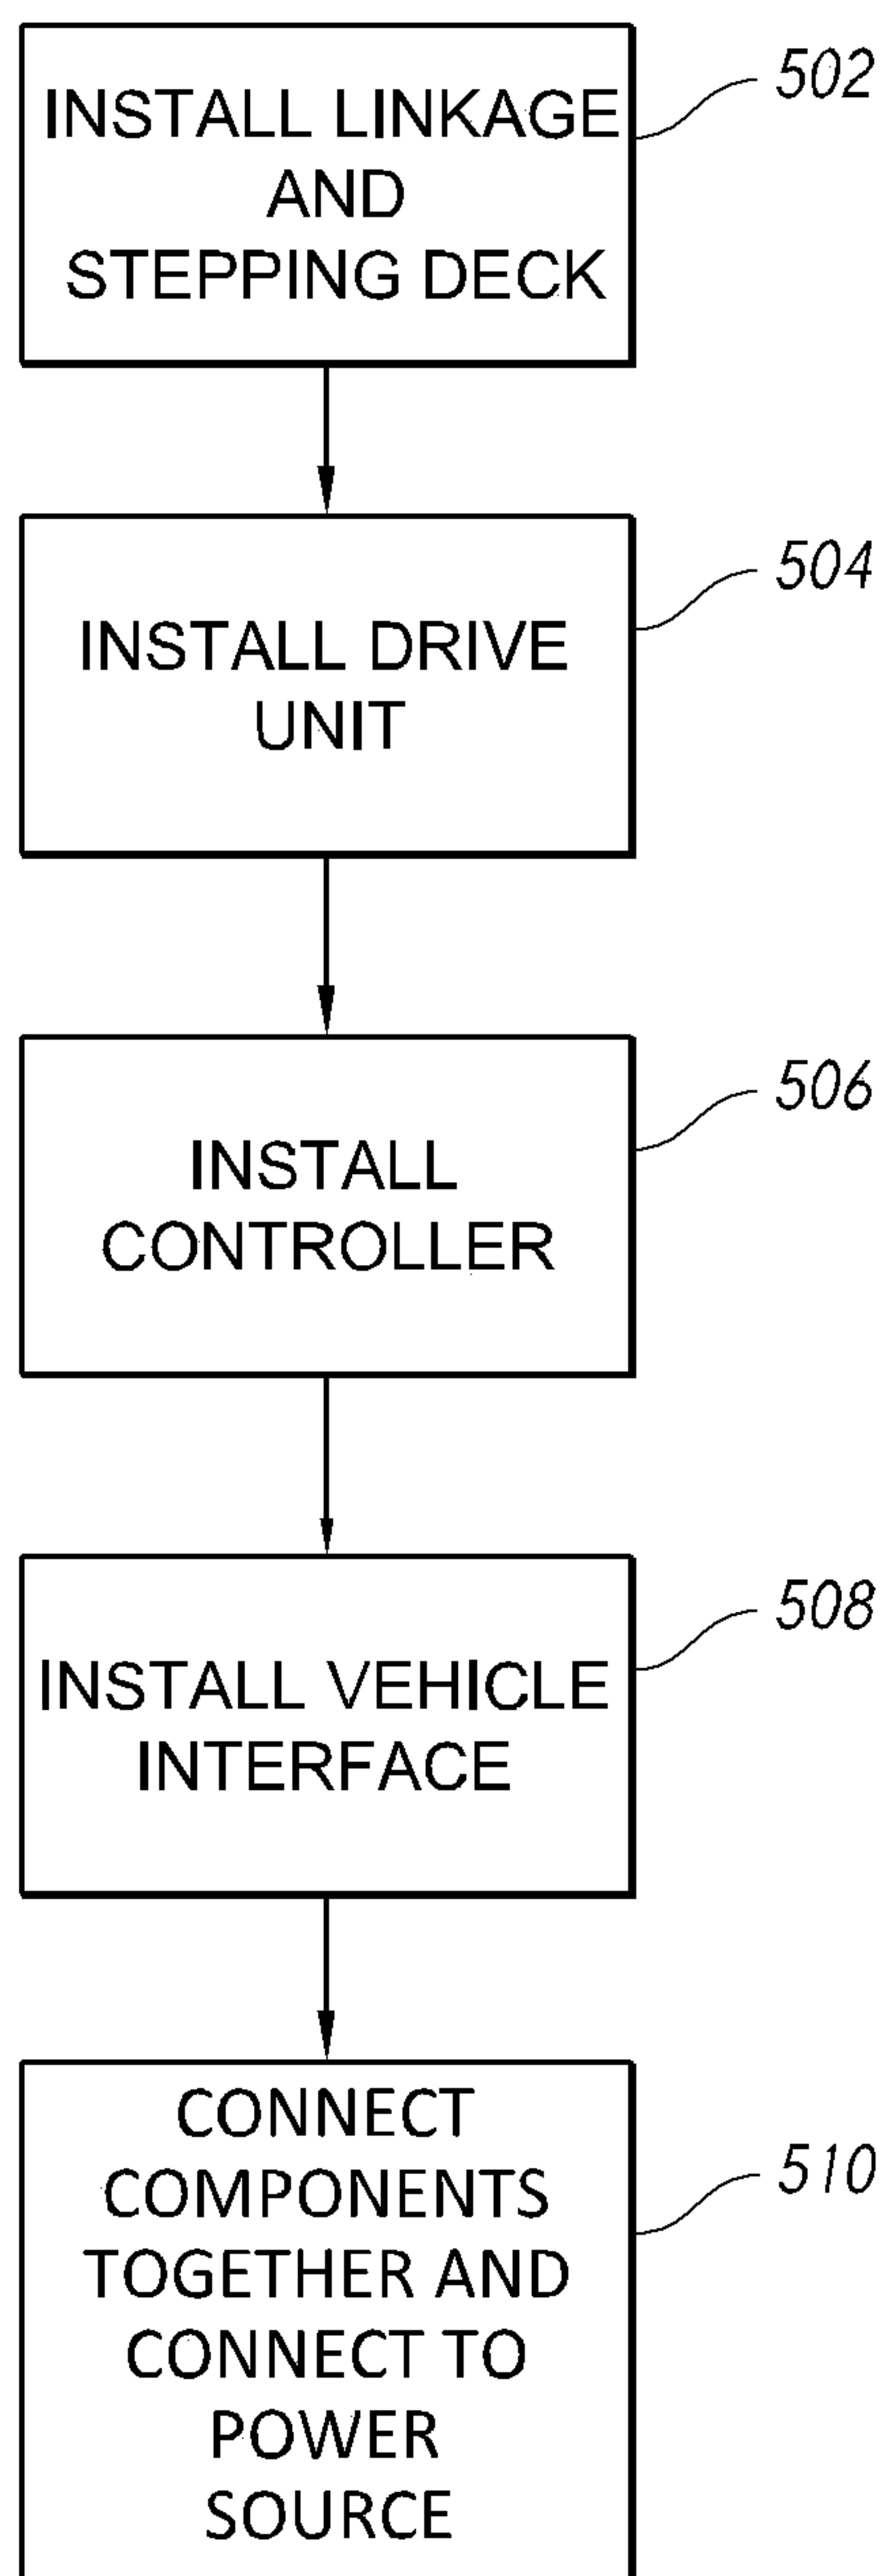 INSTALL LINKAGE
AND
STEPPING DECK
502
INSTALL DRIVE
UNIT
504
INSTALL
CONTROLLER
506
INSTALL VEHICLE
INTERFACE
508
CONNECT
COMPONENTS
TOGETHER AND
CONNECT TO
POWER
SOURCE
510